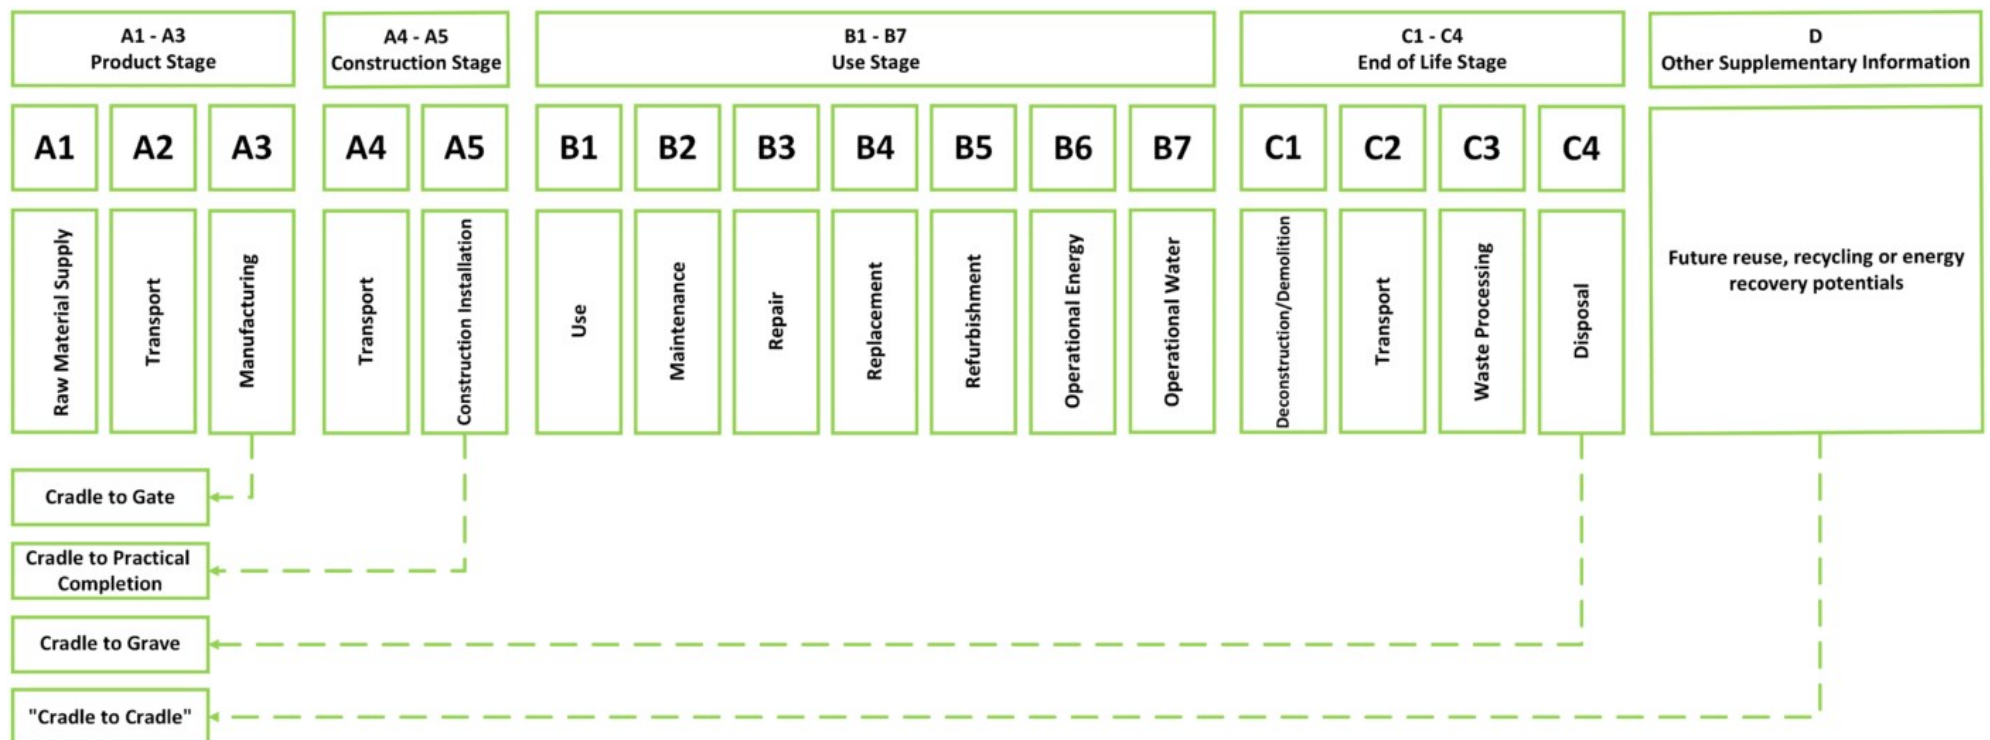 A1 - A3
Product Stage
A4 - A5
Construction Stage
B1 - B7
Use Stage
C1 - C4
End of Life Stage
D
Other Supplementary Information
A1
A2
A3
A4
A5
B1
B2
B3
B4
B5
B6
B7
C1
C2
C3
C4
Raw Material Supply
Transport
Manufacturing
Transport
Construction Installation
Use
Maintenance
Repair
Replacement
Refurbishment
Operational Energy
Operational Water
Deconstruction/Demolition
Transport
Waste Processing
Disposal
Future reuse, recycling or energy
recovery potentials
Cradle to Gate
Cradle to Practical
Completion
Cradle to Grave
"Cradle to Cradle"